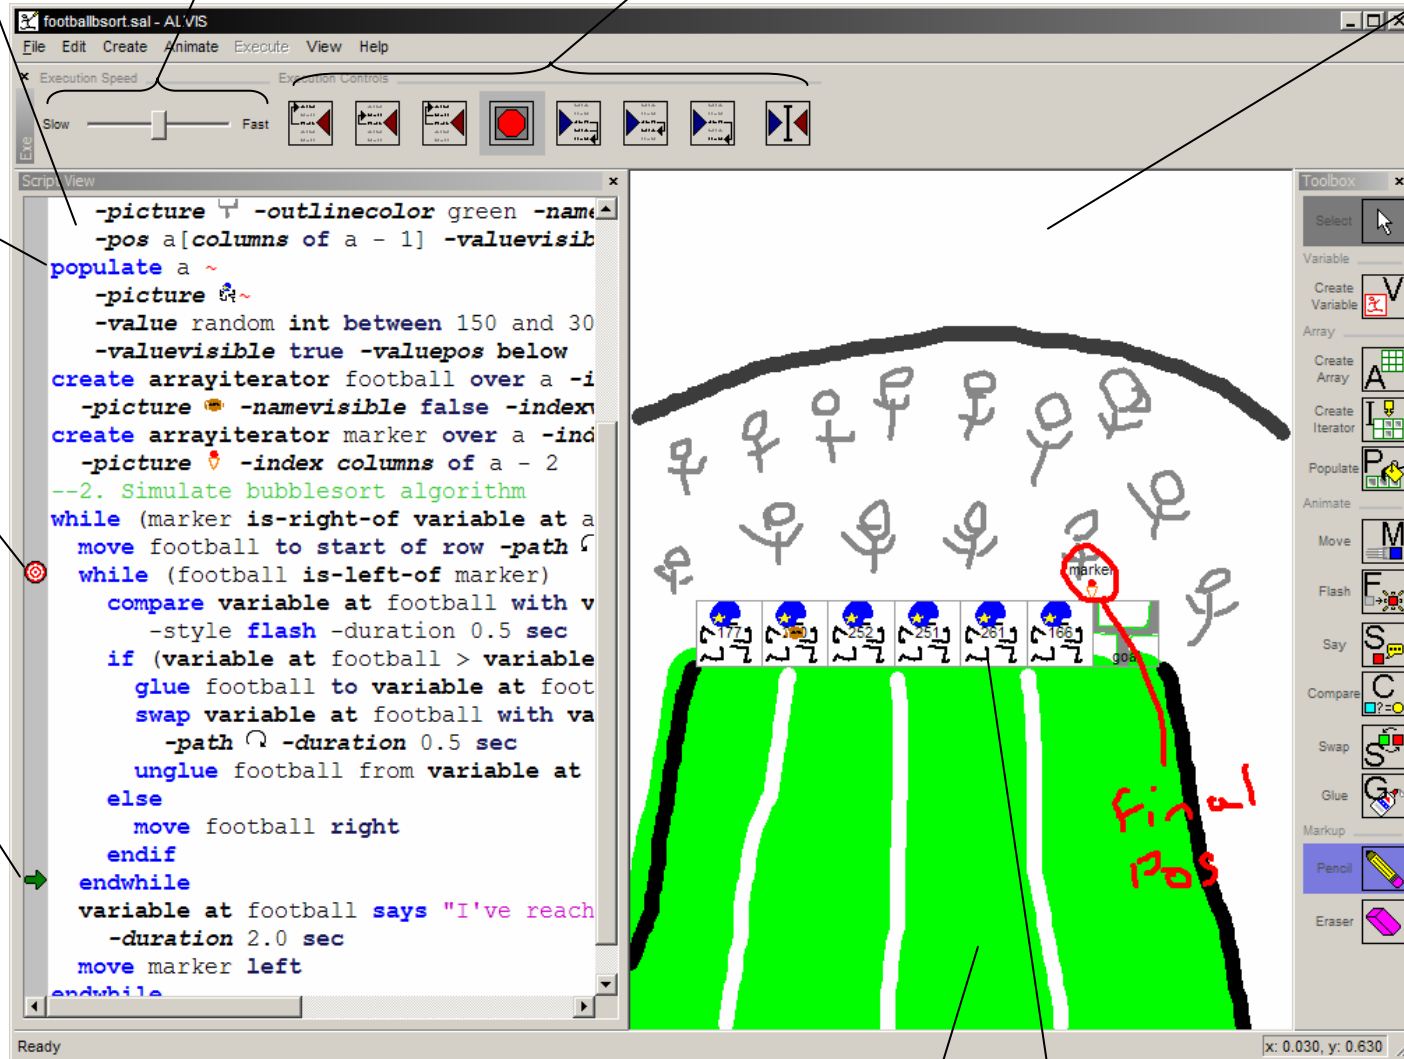 footballbsort.sal - ALVIS
File Edit Create Animate Execute View Help
Execution Speed
Execution Controls
Slow
Fast
Exe
Script View
-picture -outlinecolor green -name
-pos a[columns of a - 1] -valuevisib
populate a ~
-picture ~
-value random int between 150 and 30
-valuevisible true -valuepos below
create arrayiterator football over a -i
-picture -namevisible false -index
create arrayiterator marker over a -ind
-picture -index columns of a - 2
--2. Simulate bubblesort algorithm
while (marker is-right-of variable at a
move football to start of row -path
while (football is-left-of marker)
compare variable at football with v
-style flash -duration 0.5 sec
if (variable at football > variable
glue football to variable at foot
swap variable at football with va
-path -duration 0.5 sec
unglue football from variable at
else
move football right
endif
endwhile
variable at football says "I've reach
-duration 2.0 sec
move marker left
endwhile
marker
177 252 251 261 166
goal
final
pos
Toolbox
Select
Variable
Create Variable
V
Array
Create Array
A
Create Iterator
I
Populate
P
Animate
Move
M
Flash
F
Say
S
Compare
C
?=
Swap
S
Glue
G
Markup
Pencil
Eraser
Ready
x: 0.030, y: 0.630